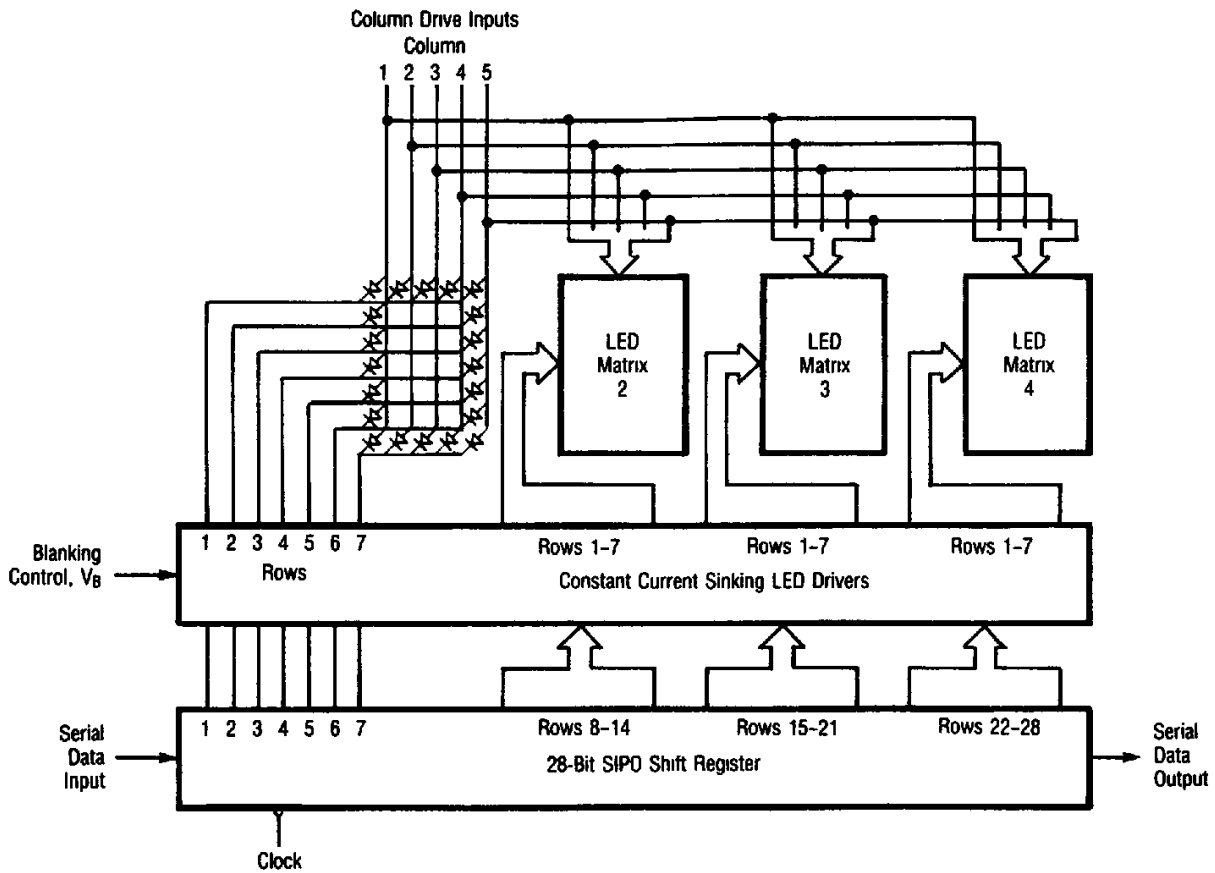 Column Drive Inputs
Column
1 2 3 4 5
LED
Matrix
2
LED
Matrix
3
LED
Matrix
4
1 2 3 4 5 6 7
Rows
Rows 1-7
Rows 1-7
Rows 1-7
Blanking
Control, VB
Constant Current Sinking LED Drivers
1 2 3 4 5 6 7
Rows 8-14
Rows 15-21
Rows 22-28
Serial
Data
Input
28-Bit SIPO Shift Register
Serial
Data
Output
Clock